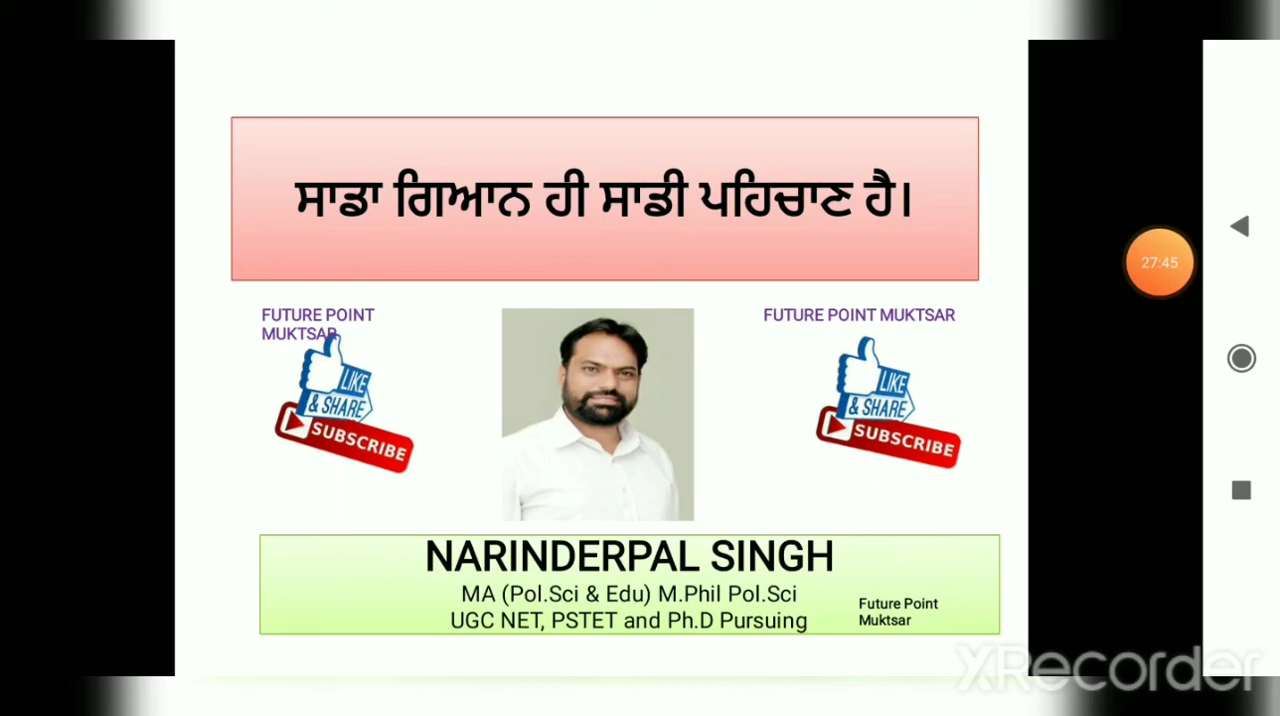 ਸਾਡਾ ਗਿਆਨ ਹੀ ਸਾਡੀ ਪਹਿਚਾਣ ਹੈ।
27:45
FUTURE POINT
MUKTSAR
FUTURE POINT MUKTSAR
LIKE
& SHARE
SUBSCRIBE
LIKE
& SHARE
SUBSCRIBE
NARINDERPAL SINGH
MA (Pol.Sci & Edu) M.Phil Pol.Sci
UGC NET, PSTET and Ph.D Pursuing
Future Point
Muktsar
XRecorder